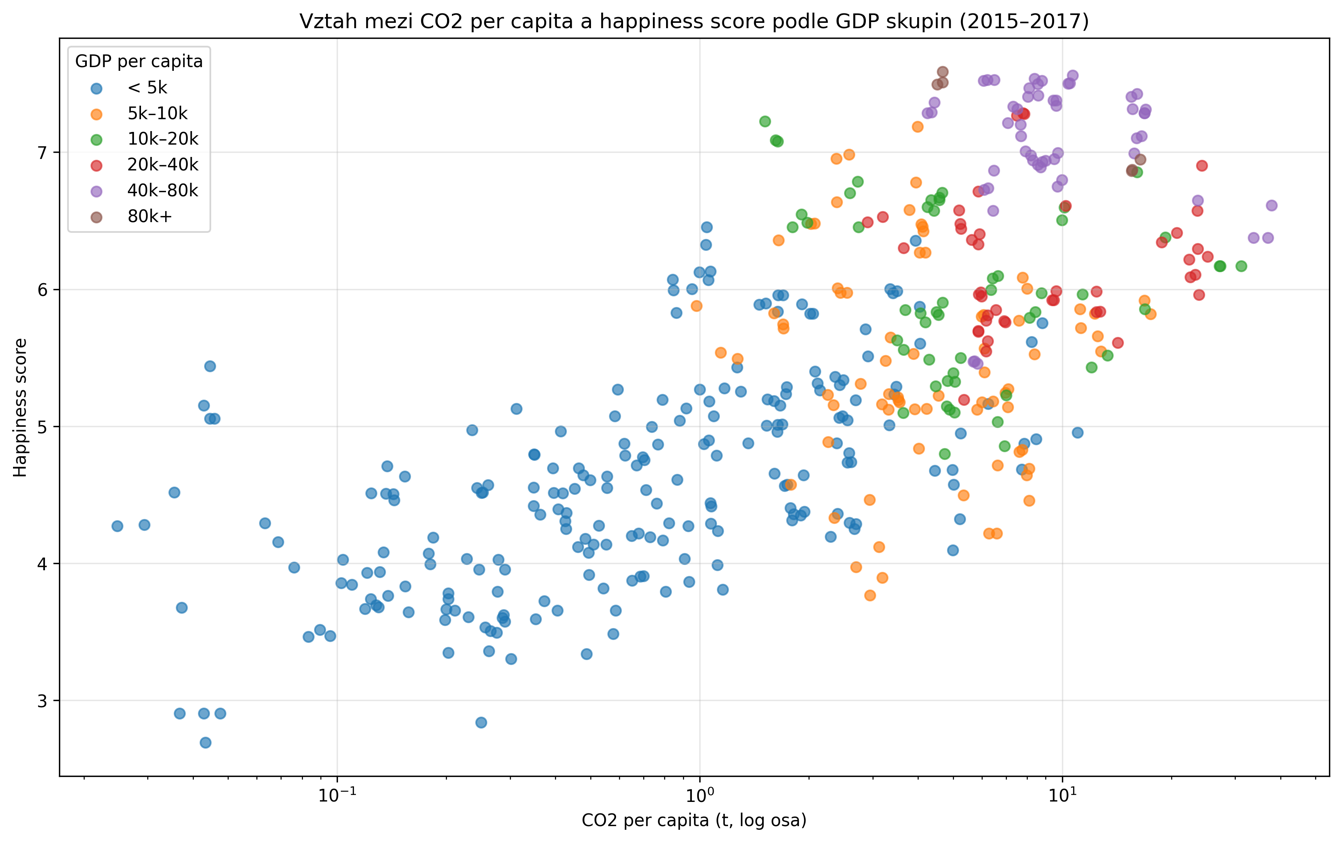 Vztah mezi CO2 per capita a happiness score podle GDP skupin (2015–2017)
GDP per capita
< 5k
5k–10k
10k–20k
20k–40k
40k–80k
80k+
Happiness score
7
6
5
4
3
10⁻¹
10⁰
10¹
CO2 per capita (t, log osa)